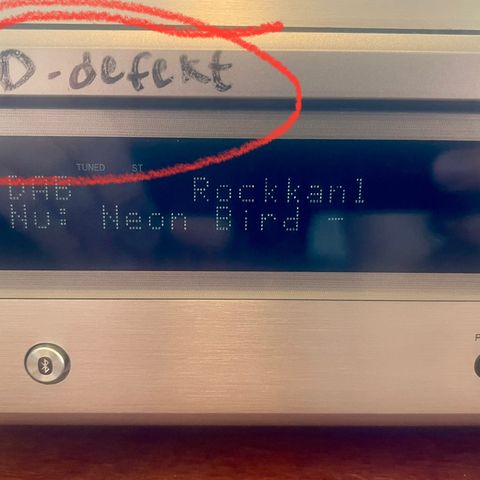 D-defekt
TUNED ST
DAB Rockkanl
Nu: Neon Bird -
P